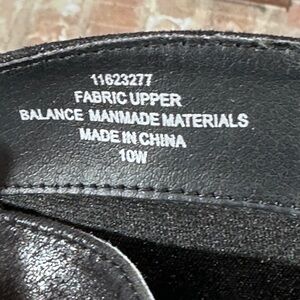 11623277
FABRIC UPPER
BALANCE MANMADE MATERIALS
MADE IN CHINA
10W